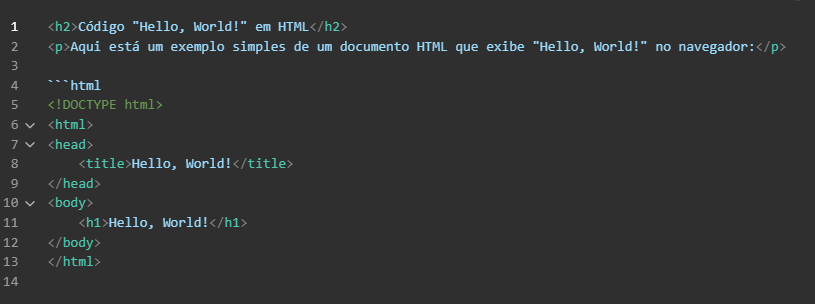 1 <h2>Código "Hello, World!" em HTML</h2>
2 <p>Aqui está um exemplo simples de um documento HTML que exibe "Hello, World!" no navegador:</p>
3
4 ```html
5 <!DOCTYPE html>
6 <html>
7 <head>
8     <title>Hello, World!</title>
9 </head>
10 <body>
11     <h1>Hello, World!</h1>
12 </body>
13 </html>
14